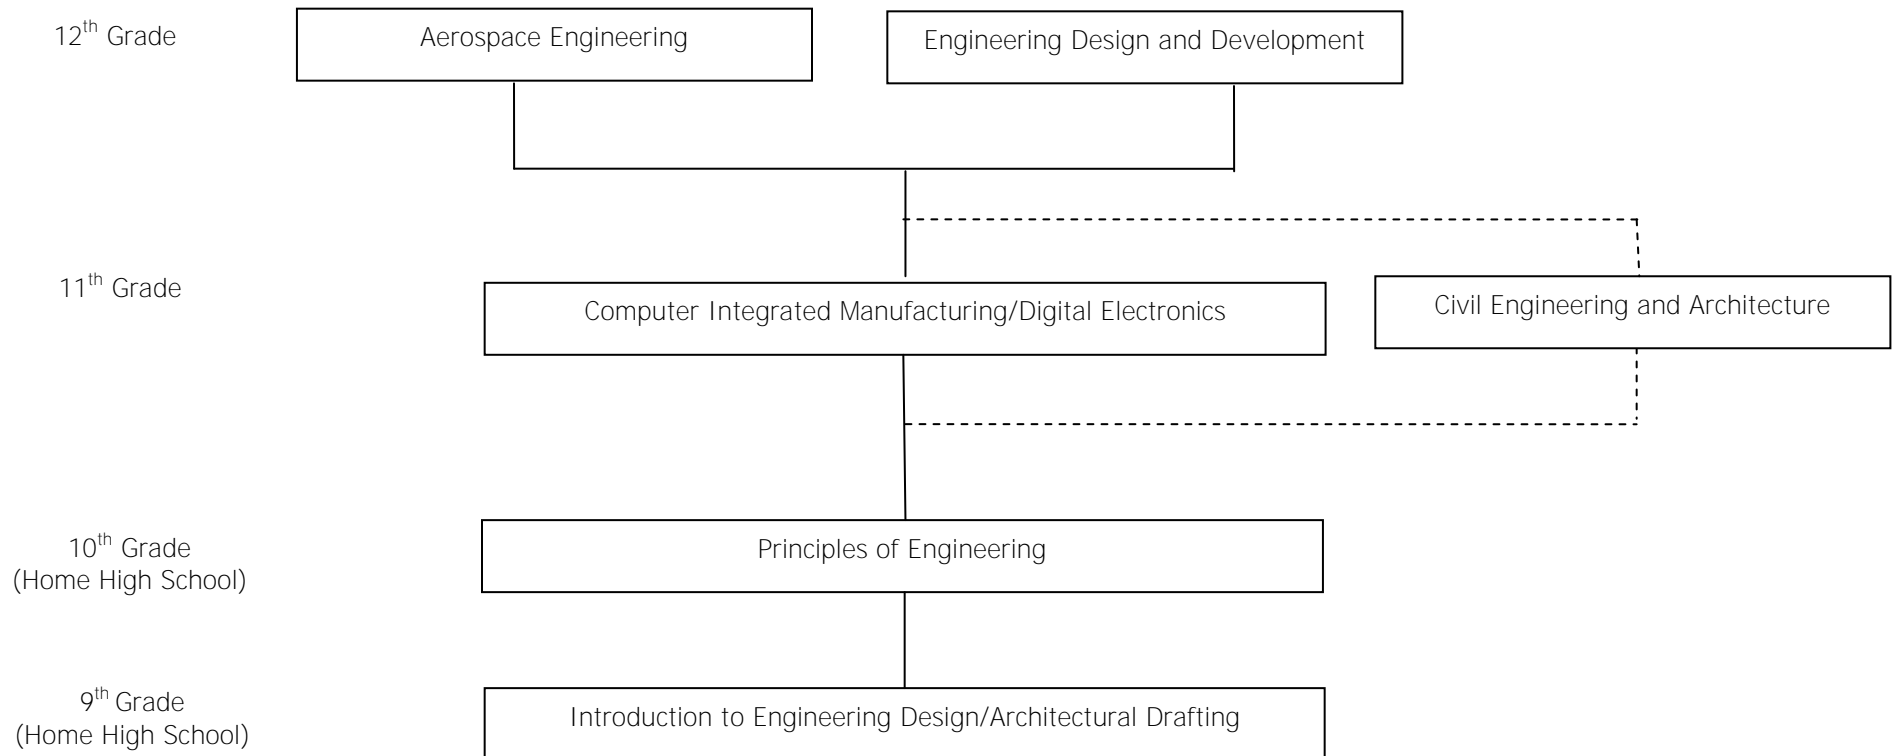 12th Grade
Aerospace Engineering
Engineering Design and Development
11th Grade
Computer Integrated Manufacturing/Digital Electronics
Civil Engineering and Architecture
10th Grade
(Home High School)
Principles of Engineering
9th Grade
(Home High School)
Introduction to Engineering Design/Architectural Drafting